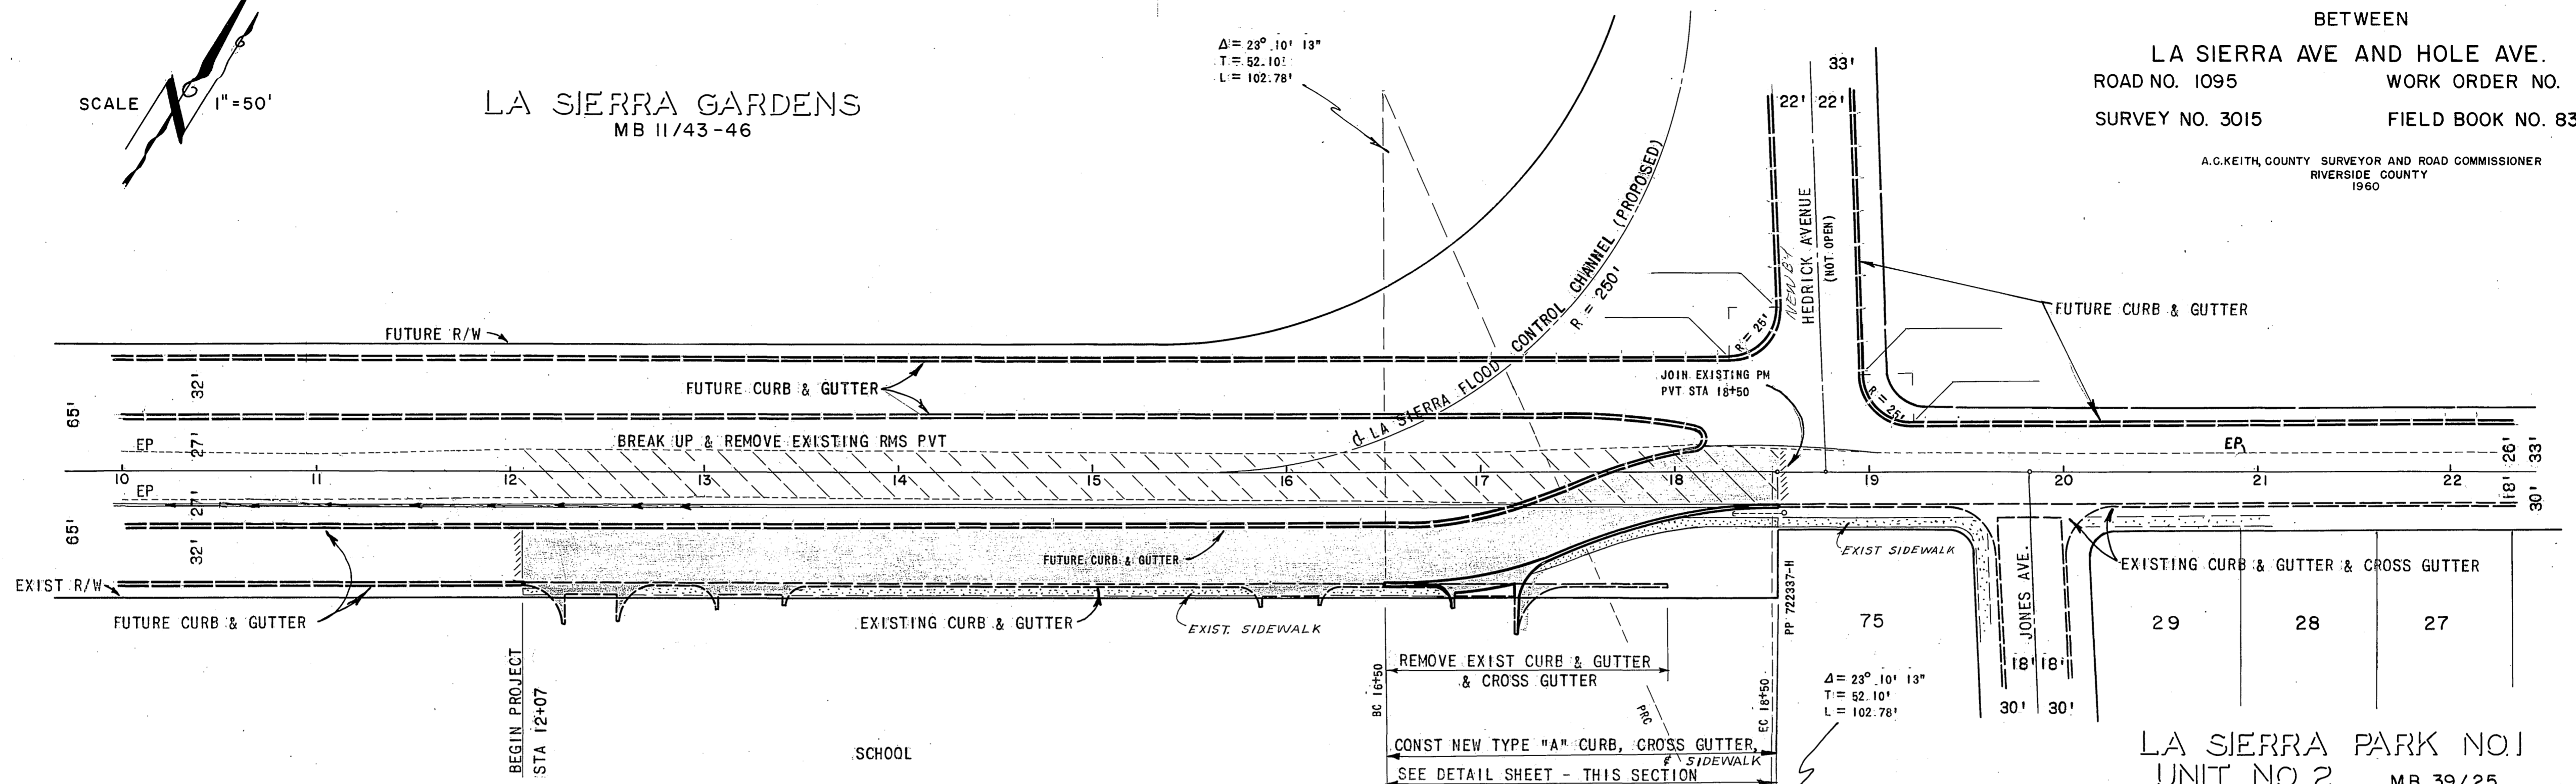 SCALE 1"=50'
LA SIERRA GARDENS
MB 11/43-46
Δ = 23° 10' 13"
T = 52.10'
L = 102.78'
BETWEEN
LA SIERRA AVE AND HOLE AVE.
ROAD NO. 1095 WORK ORDER NO.
SURVEY NO. 3015 FIELD BOOK NO. 83
A.C.KEITH, COUNTY SURVEYOR AND ROAD COMMISSIONER
RIVERSIDE COUNTY
1960
33'
22' 22'
HEDRICK AVENUE
(NOT OPEN)
NEWBY
LA SIERRA FLOOD CONTROL CHANNEL (PROPOSED)
R = 250'
R = 25'
R = 25'
FUTURE CURB & GUTTER
FUTURE R/W
FUTURE CURB & GUTTER
JOIN EXISTING PM
PVT STA 18+50
65'
32'
27'
EP
BREAK UP & REMOVE EXISTING RMS PVT
EP
26'
33'
10 11 12 13 14 15 16 17 18 19 20 21 22
EP
27'
65'
32'
18'
30'
FUTURE CURB & GUTTER
EXIST SIDEWALK
EXISTING CURB & GUTTER & CROSS GUTTER
EXIST R/W
FUTURE CURB & GUTTER
EXISTING CURB & GUTTER
EXIST. SIDEWALK
PP 722337-H
75
JONES AVE.
18' 18'
30' 30'
29
28
27
BEGIN PROJECT
STA 12+07
SCHOOL
BC 16+50
REMOVE EXIST CURB & GUTTER
& CROSS GUTTER
PRC
EC 18+50
Δ = 23° 10' 13"
T = 52.10'
L = 102.78'
CONST NEW TYPE "A" CURB, CROSS GUTTER,
& SIDEWALK
SEE DETAIL SHEET - THIS SECTION
LA SIERRA PARK NO.1
UNIT NO.2 MB 39/25